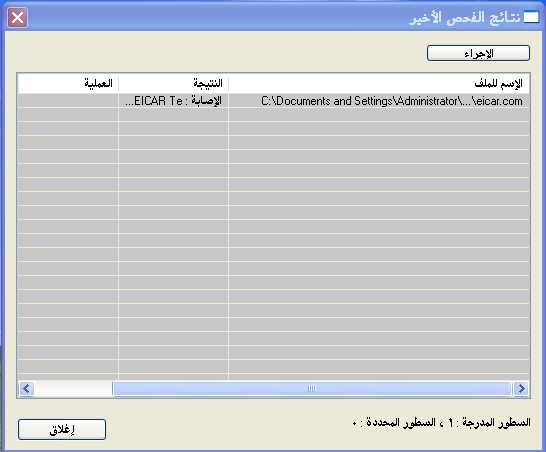 نتائج الفحص الأخير
الإجراء
الإسم للملف النتيجة العملية
C:\Documents and Settings\Administrator\...\eicar.com الإصابة : EICAR Te...
السطور المدرجة : ١ ، السطور المحددة : ٠
إغلاق